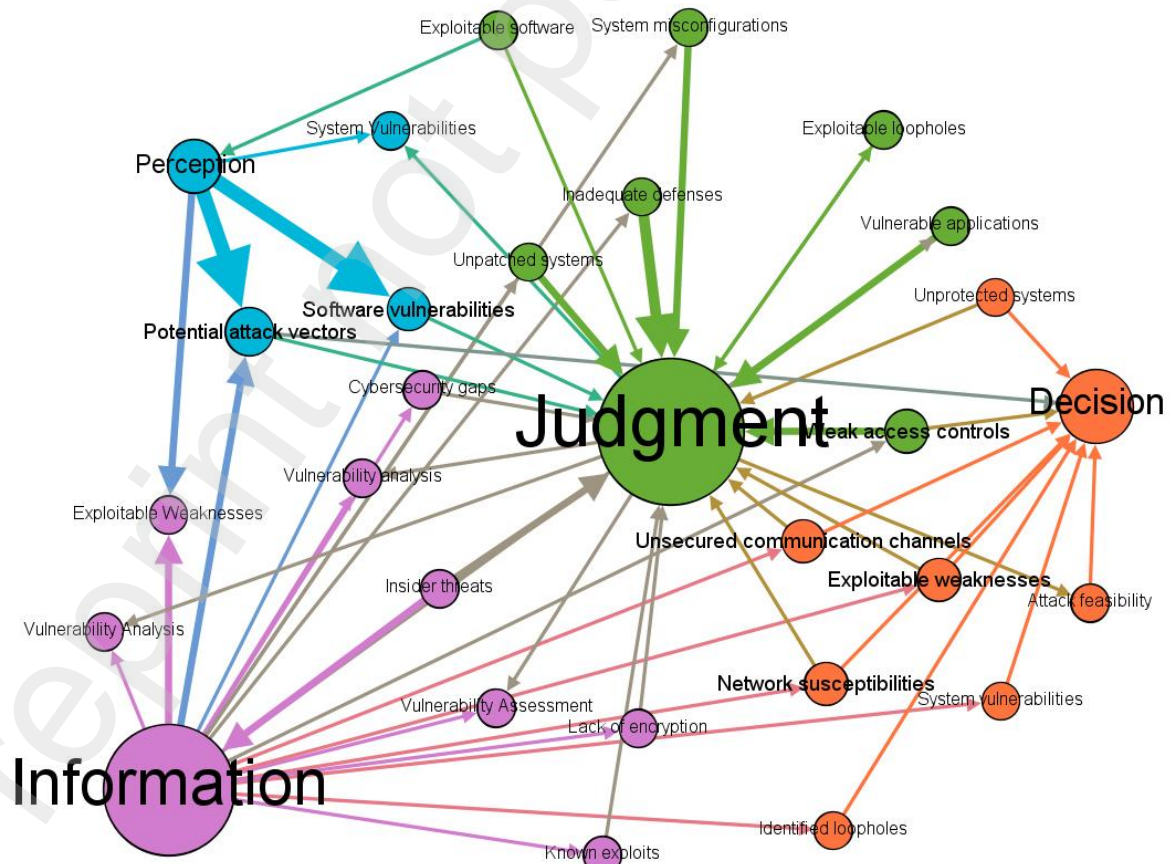 Exploitable software
System misconfigurations
System Vulnerabilities
Exploitable loopholes
Perception
Inadequate defenses
Vulnerable applications
Unpatched systems
Unprotected systems
Software vulnerabilities
Potential attack vectors
Cybersecurity gaps
Decision
Judgment
Weak access controls
Vulnerability analysis
Exploitable Weaknesses
Unsecured communication channels
Insider threats
Exploitable weaknesses
Attack feasibility
Vulnerability Analysis
Network susceptibilities
System vulnerabilities
Vulnerability Assessment
Lack of encryption
Information
Identified loopholes
Known exploits